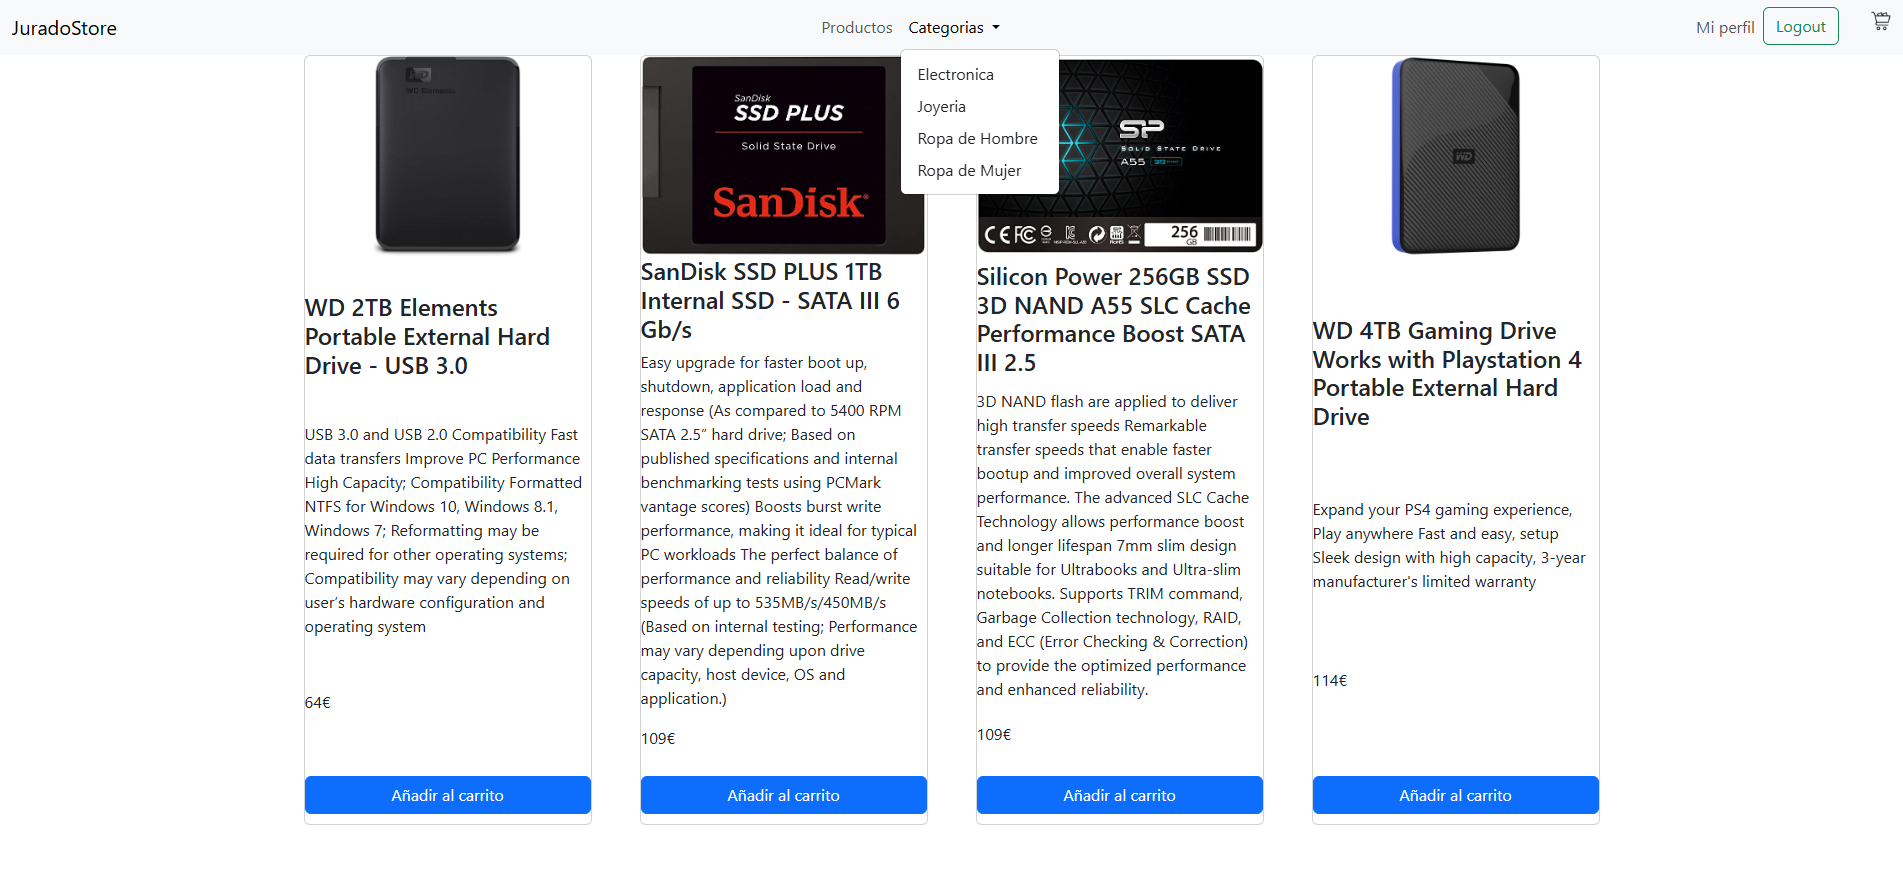 JuradoStore
Productos
Categorias
Mi perfil
Logout
Electronica
Joyeria
Ropa de Hombre
Ropa de Mujer
WD
WD Elements
WD 2TB Elements
Portable External Hard
Drive - USB 3.0
USB 3.0 and USB 2.0 Compatibility Fast
data transfers Improve PC Performance
High Capacity; Compatibility Formatted
NTFS for Windows 10, Windows 8.1,
Windows 7; Reformatting may be
required for other operating systems;
Compatibility may vary depending on
user’s hardware configuration and
operating system
64€
Añadir al carrito
SanDisk
SSD PLUS
Solid State Drive
SanDisk®
SanDisk SSD PLUS 1TB
Internal SSD - SATA III 6
Gb/s
Easy upgrade for faster boot up,
shutdown, application load and
response (As compared to 5400 RPM
SATA 2.5” hard drive; Based on
published specifications and internal
benchmarking tests using PCMark
vantage scores) Boosts burst write
performance, making it ideal for typical
PC workloads The perfect balance of
performance and reliability Read/write
speeds of up to 535MB/s/450MB/s
(Based on internal testing; Performance
may vary depending upon drive
capacity, host device, OS and
application.)
109€
Añadir al carrito
SP
SOLID STATE DRIVE
A55
CE FC
256
GB
Silicon Power 256GB SSD
3D NAND A55 SLC Cache
Performance Boost SATA
III 2.5
3D NAND flash are applied to deliver
high transfer speeds Remarkable
transfer speeds that enable faster
bootup and improved overall system
performance. The advanced SLC Cache
Technology allows performance boost
and longer lifespan 7mm slim design
suitable for Ultrabooks and Ultra-slim
notebooks. Supports TRIM command,
Garbage Collection technology, RAID,
and ECC (Error Checking & Correction)
to provide the optimized performance
and enhanced reliability.
109€
Añadir al carrito
WD
WD 4TB Gaming Drive
Works with Playstation 4
Portable External Hard
Drive
Expand your PS4 gaming experience,
Play anywhere Fast and easy, setup
Sleek design with high capacity, 3-year
manufacturer's limited warranty
114€
Añadir al carrito